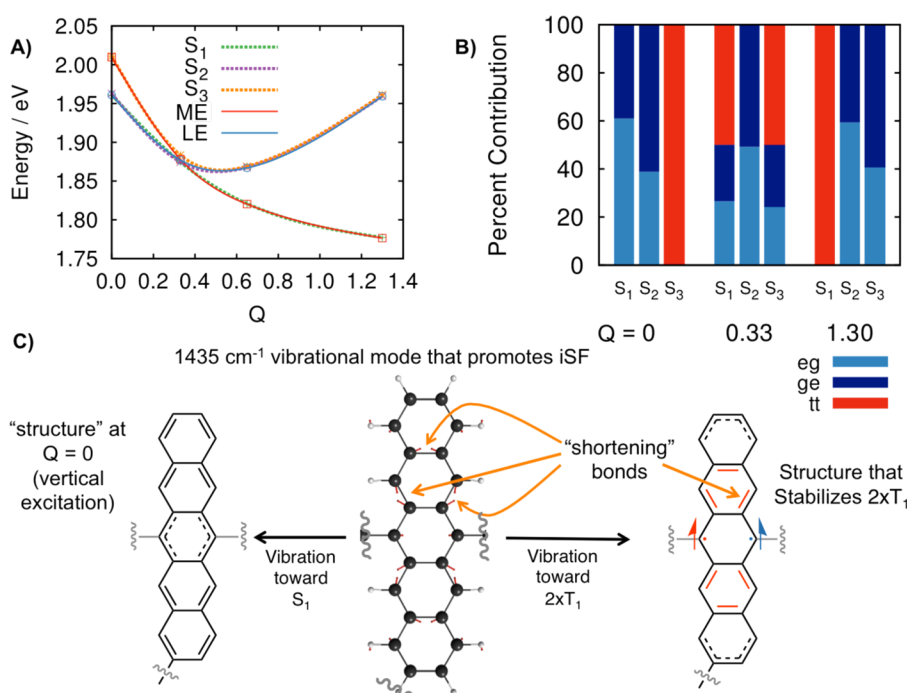 A)
2.05
2.00
1.95
1.90
1.85
1.80
1.75
Energy / eV
S₁
S₂
S₃
ME
LE
0.0 0.2 0.4 0.6 0.8 1.0 1.2 1.4
Q
B)
100
80
60
40
20
0
Percent Contribution
S₁ S₂ S₃ S₁ S₂ S₃ S₁ S₂ S₃
Q = 0 0.33 1.30
eg
ge
tt
C)
1435 cm⁻¹ vibrational mode that promotes iSF
“structure” at
Q = 0
(vertical
excitation)
Vibration
toward
S₁
“shortening”
bonds
Vibration
toward
2xT₁
Structure that
Stabilizes 2xT₁